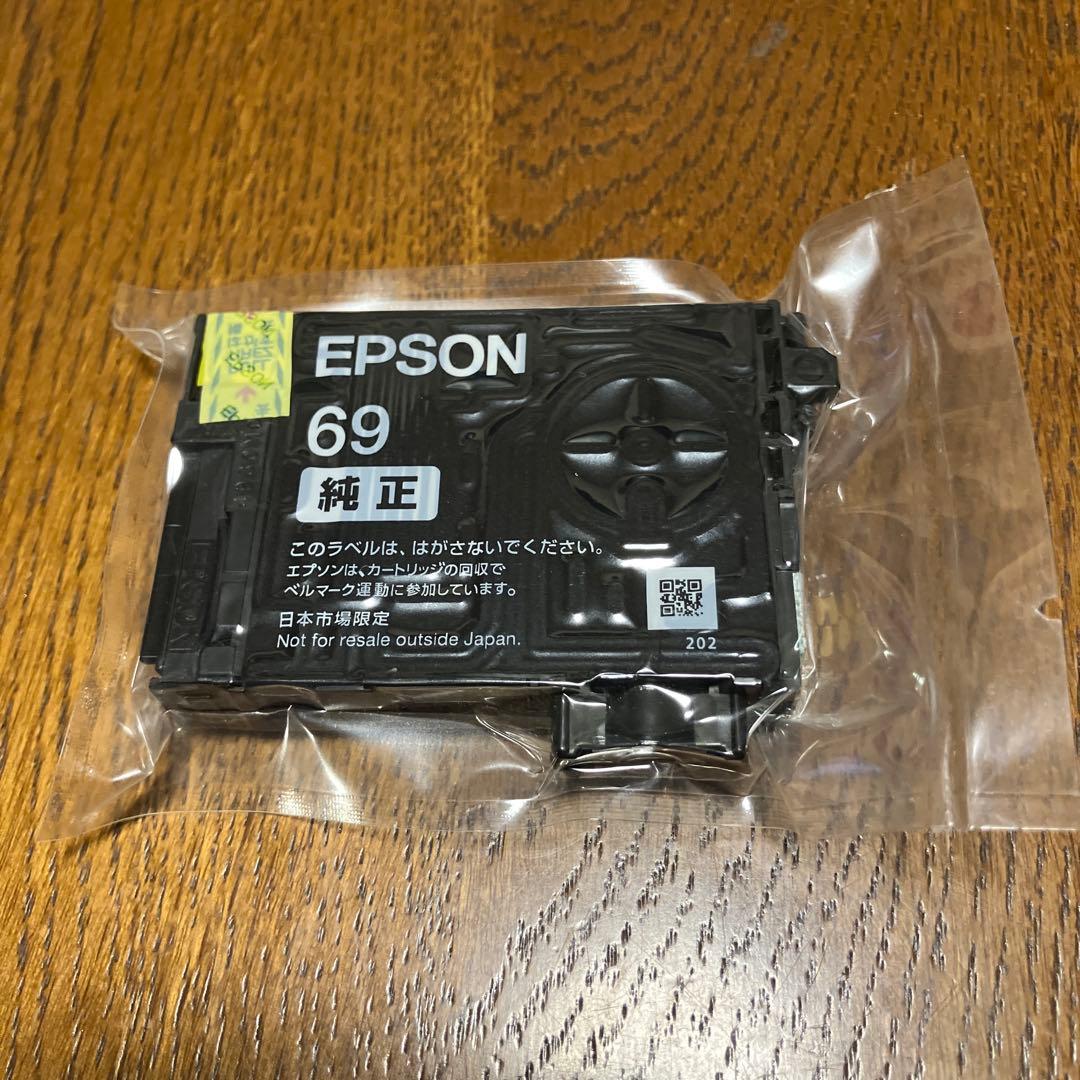 EPSON
69
純正
このラベルは、はがさないでください。
エプソンは、カートリッジの回収で
ベルマーク運動に参加しています。
日本市場限定
Not for resale outside Japan.
202